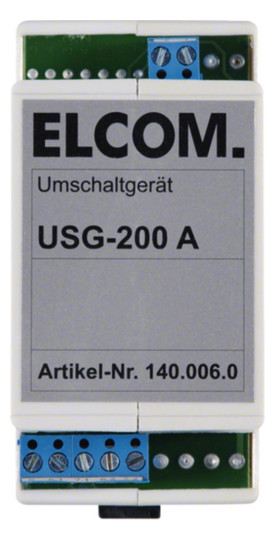 ELCOM.
Umschaltgerät
USG-200 A
Artikel-Nr. 140.006.0